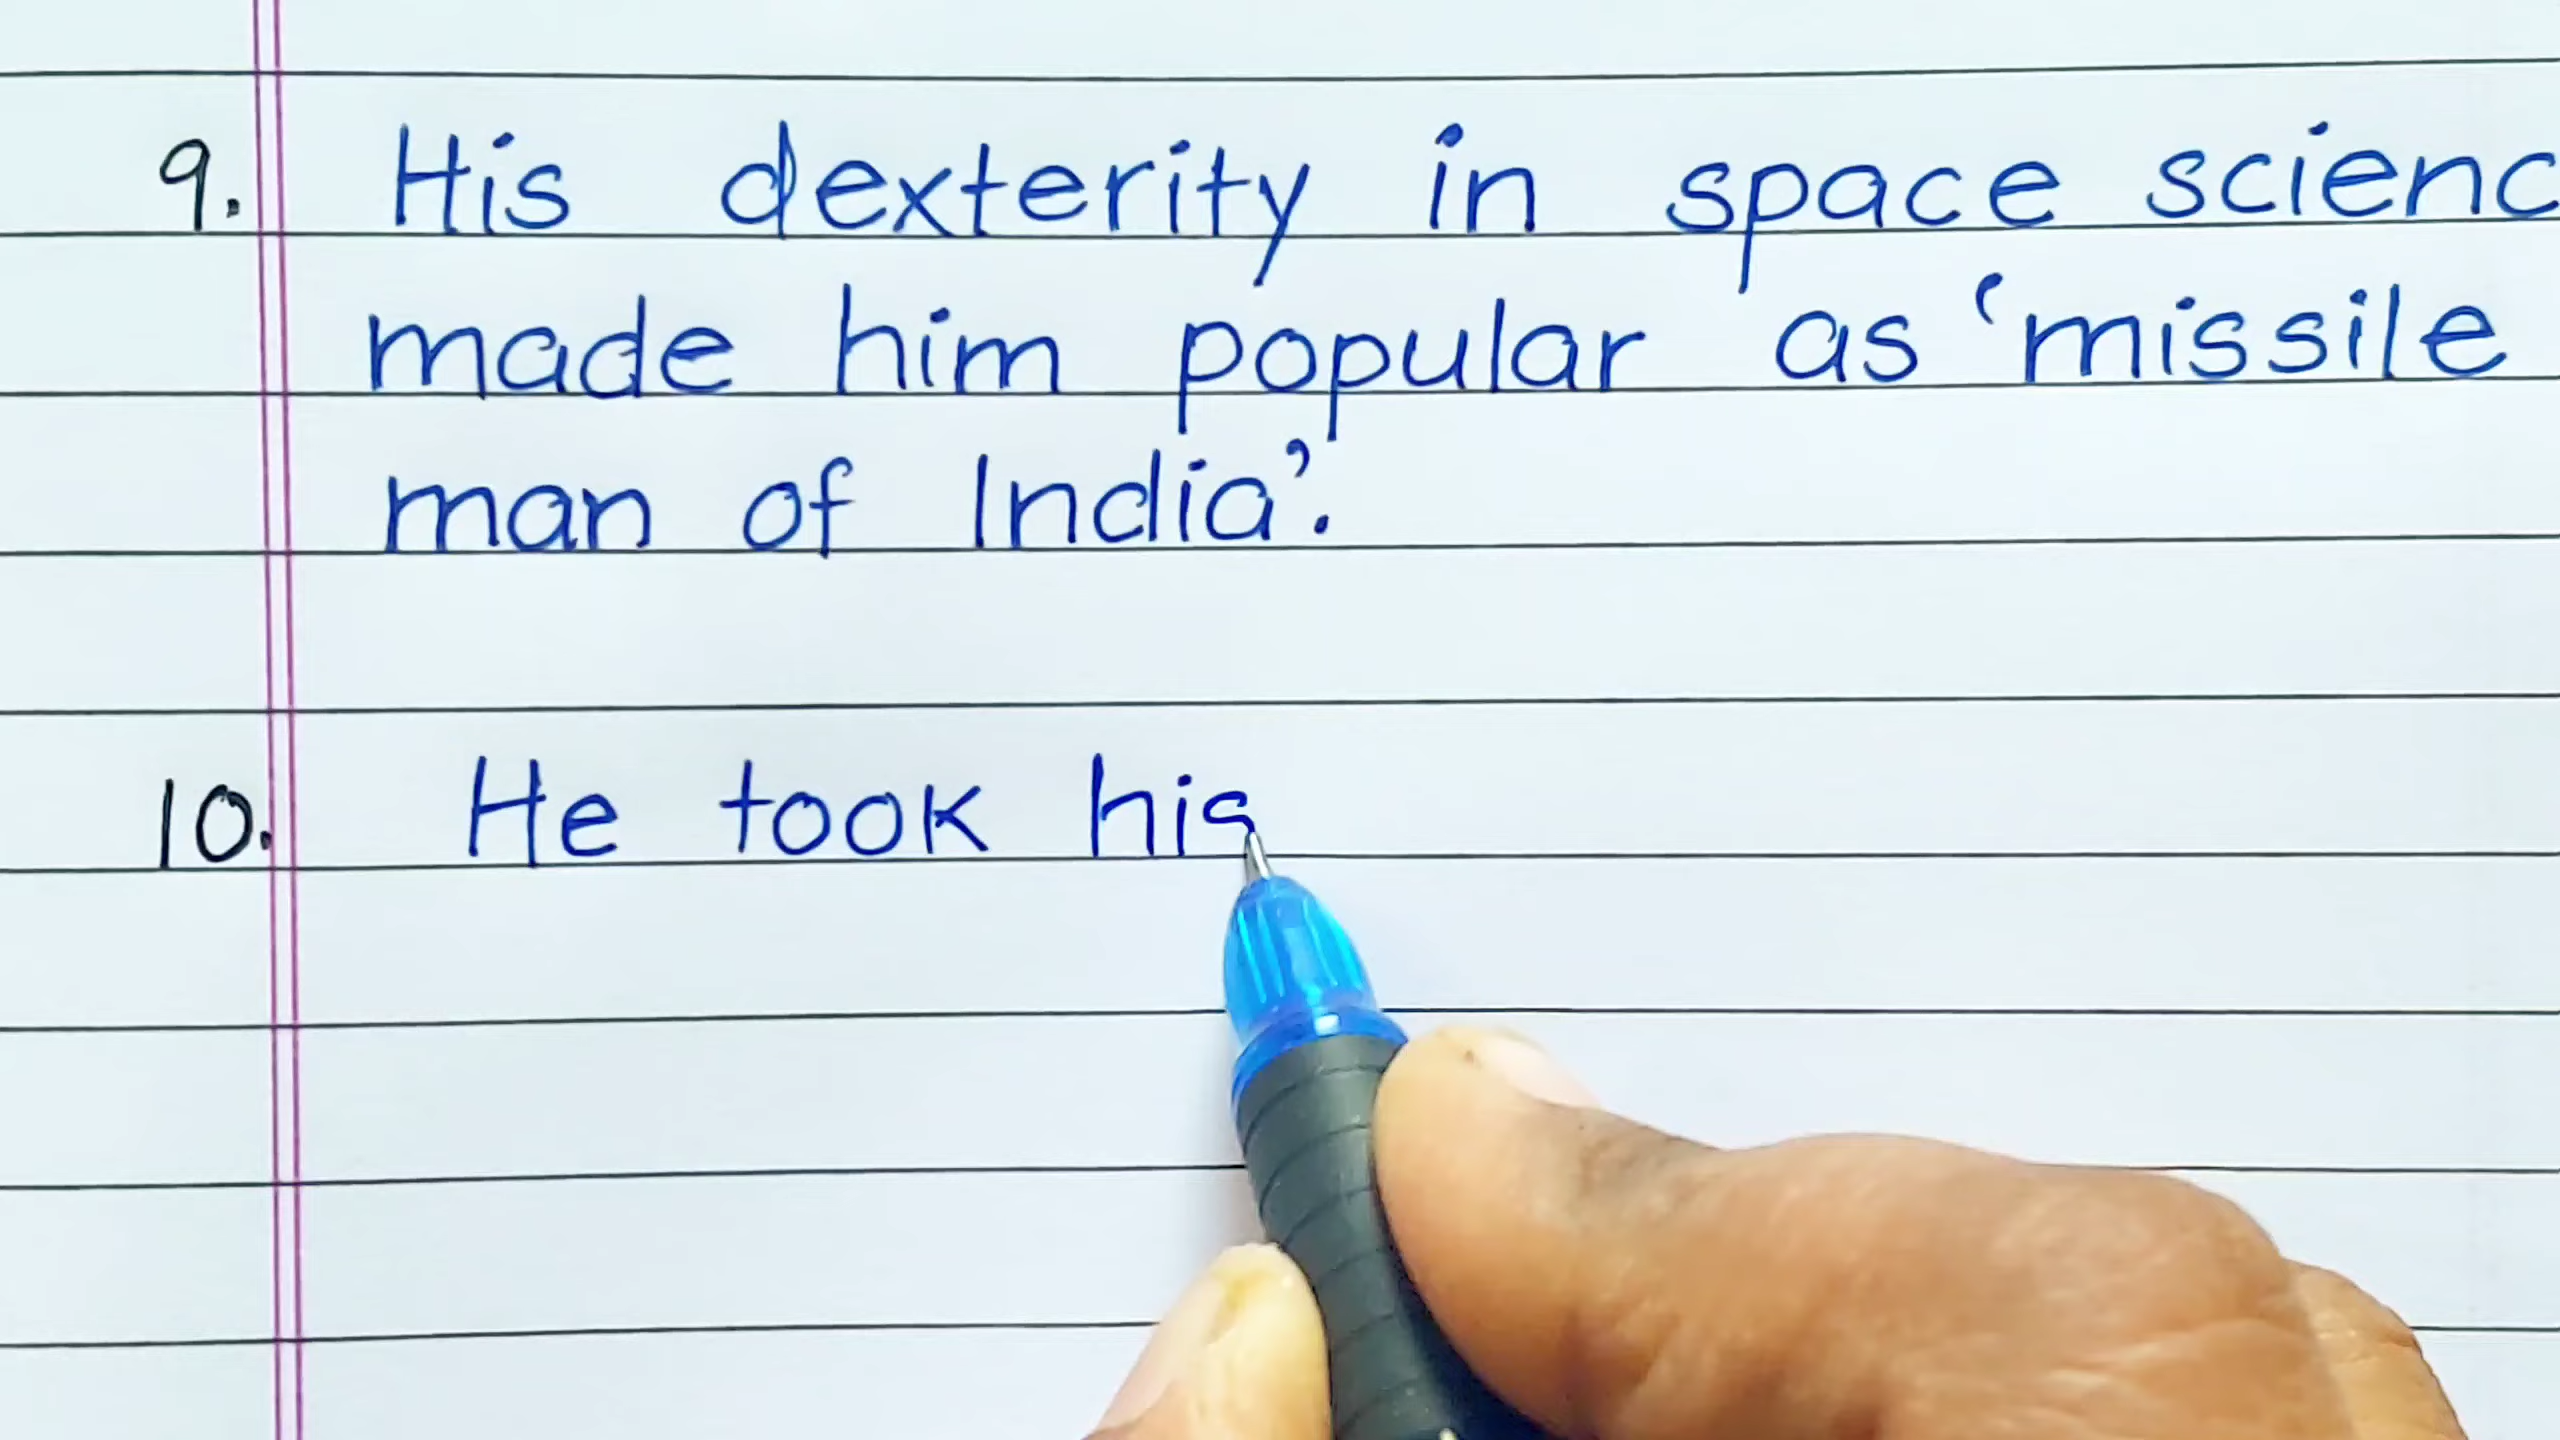 9. His dexterity in space scienc
made him popular as ‘missile
man of India’.
10. He took his